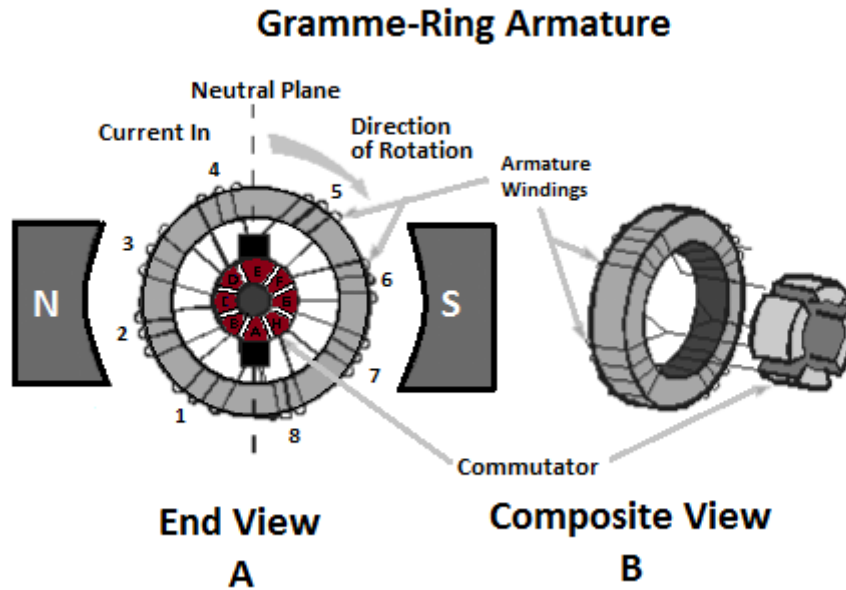 Gramme-Ring Armature
Neutral Plane
Current In
Direction
of Rotation
Armature
Windings
4
5
3
6
N
S
D
E
F
C
G
B
A
H
2
7
1
8
Commutator
End View
A
Composite View
B